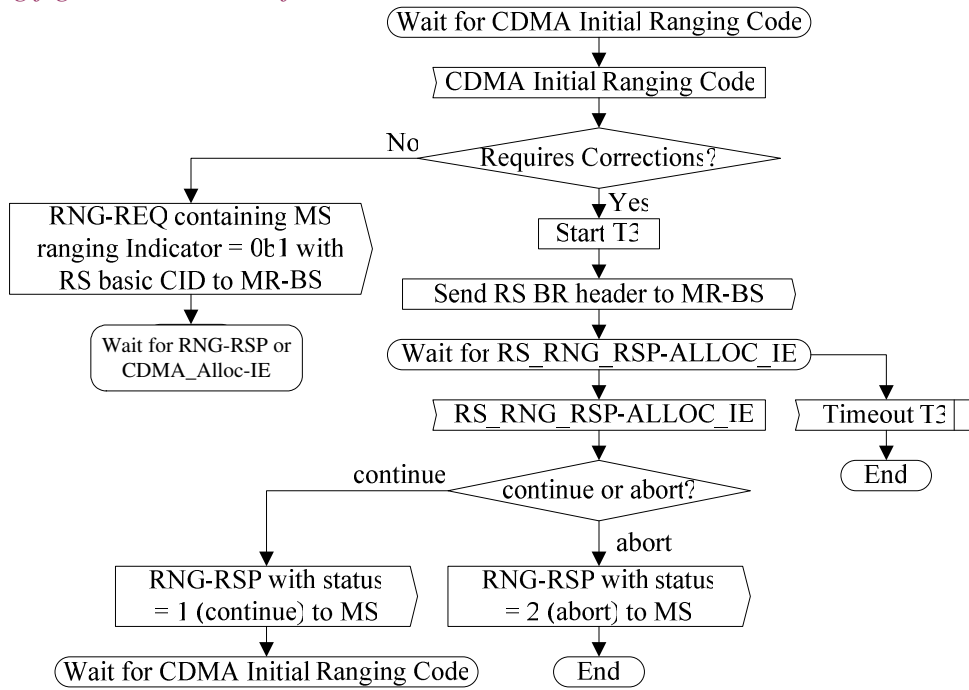 Wait for CDMA Initial Ranging Code
CDMA Initial Ranging Code
No
Requires Corrections?
Yes
RNG-REQ containing MS
ranging Indicator = 0b1 with
RS basic CID to MR-BS
Start T3
Send RS BR header to MR-BS
Wait for RNG-RSP or
CDMA_Alloc-IE
Wait for RS_RNG_RSP-ALLOC_IE
RS_RNG_RSP-ALLOC_IE
Timeout T3
End
continue
continue or abort?
abort
RNG-RSP with status
= 1 (continue) to MS
RNG-RSP with status
= 2 (abort) to MS
Wait for CDMA Initial Ranging Code
End